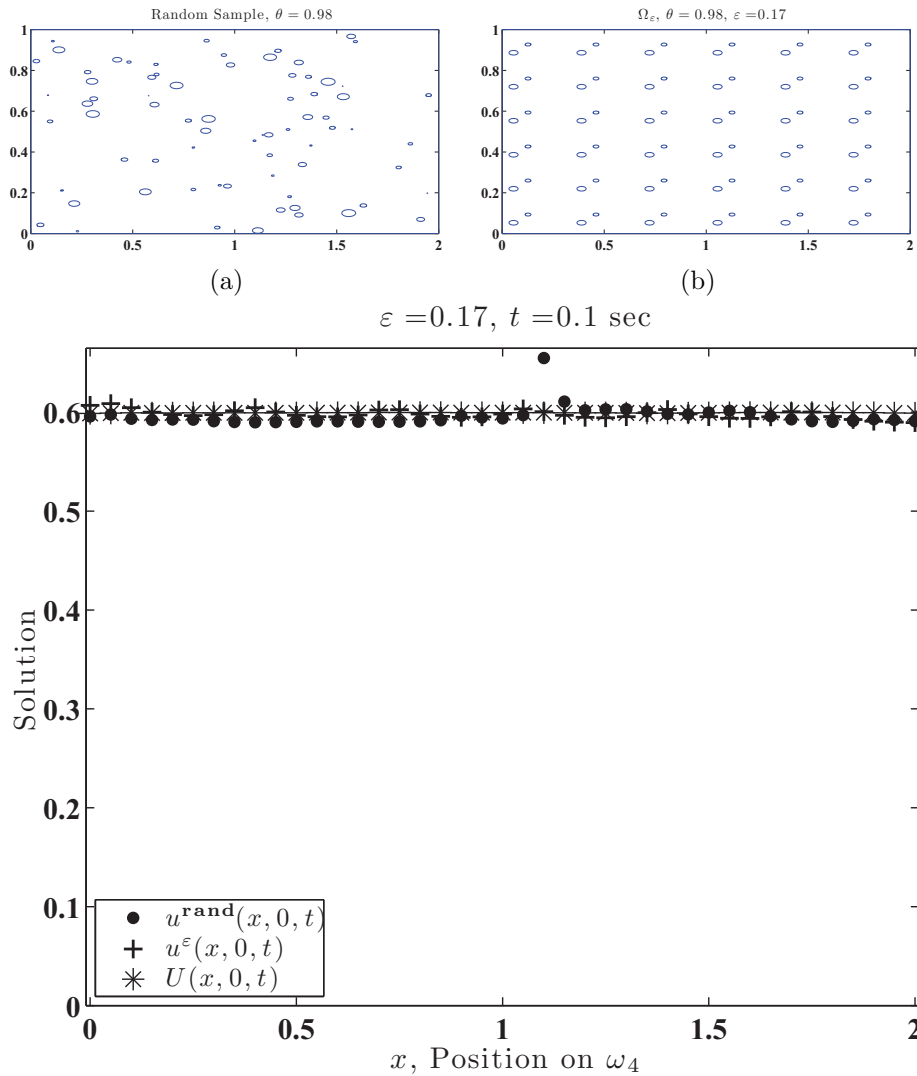 Random Sample, θ = 0.98
1
0.8
0.6
0.4
0.2
0
0 0.5 1 1.5 2
(a)
Ω_ε, θ = 0.98, ε =0.17
1
0.8
0.6
0.4
0.2
0
0 0.5 1 1.5 2
(b)
ε =0.17, t =0.1 sec
Solution
0.6
0.5
0.4
0.3
0.2
0.1
0
u^rand(x, 0, t)
u^ε(x, 0, t)
U(x, 0, t)
0 0.5 1 1.5 2
x, Position on ω_4